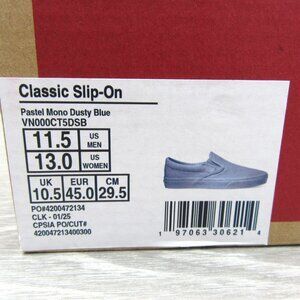 Classic Slip-On
Pastel Mono Dusty Blue
VN000CT5DSB
11.5 US MEN
13.0 US WOMEN
UK EUR CM
10.5 45.0 29.5
PO#4200472134
CLK - 01/25
CPSIA PO/CUT#
420047213400300
1 97063 30621 4